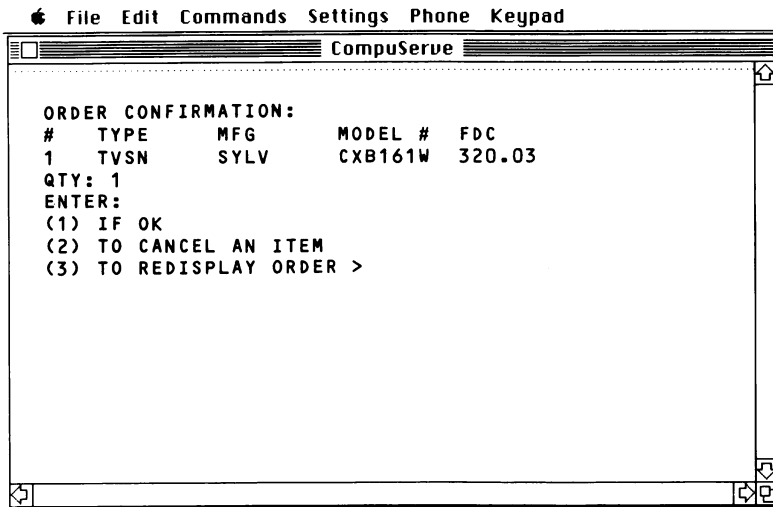 File Edit Commands Settings Phone Keypad
CompuServe
ORDER CONFIRMATION:
# TYPE MFG MODEL # FDC
1 TVSN SYLV CXB161W 320.03
QTY: 1
ENTER:
(1) IF OK
(2) TO CANCEL AN ITEM
(3) TO REDISPLAY ORDER >